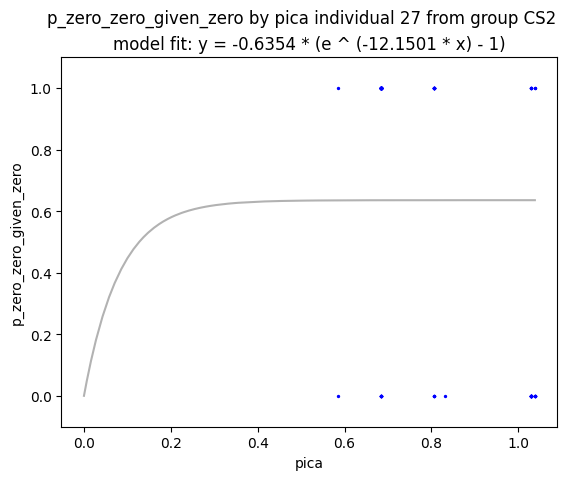 p_zero_zero_given_zero by pica individual 27 from group CS2
model fit: y = -0.6354 * (e ^ (-12.1501 * x) - 1)
1.0
0.8
0.6
0.4
0.2
0.0
p_zero_zero_given_zero
0.0 0.2 0.4 0.6 0.8 1.0
pica